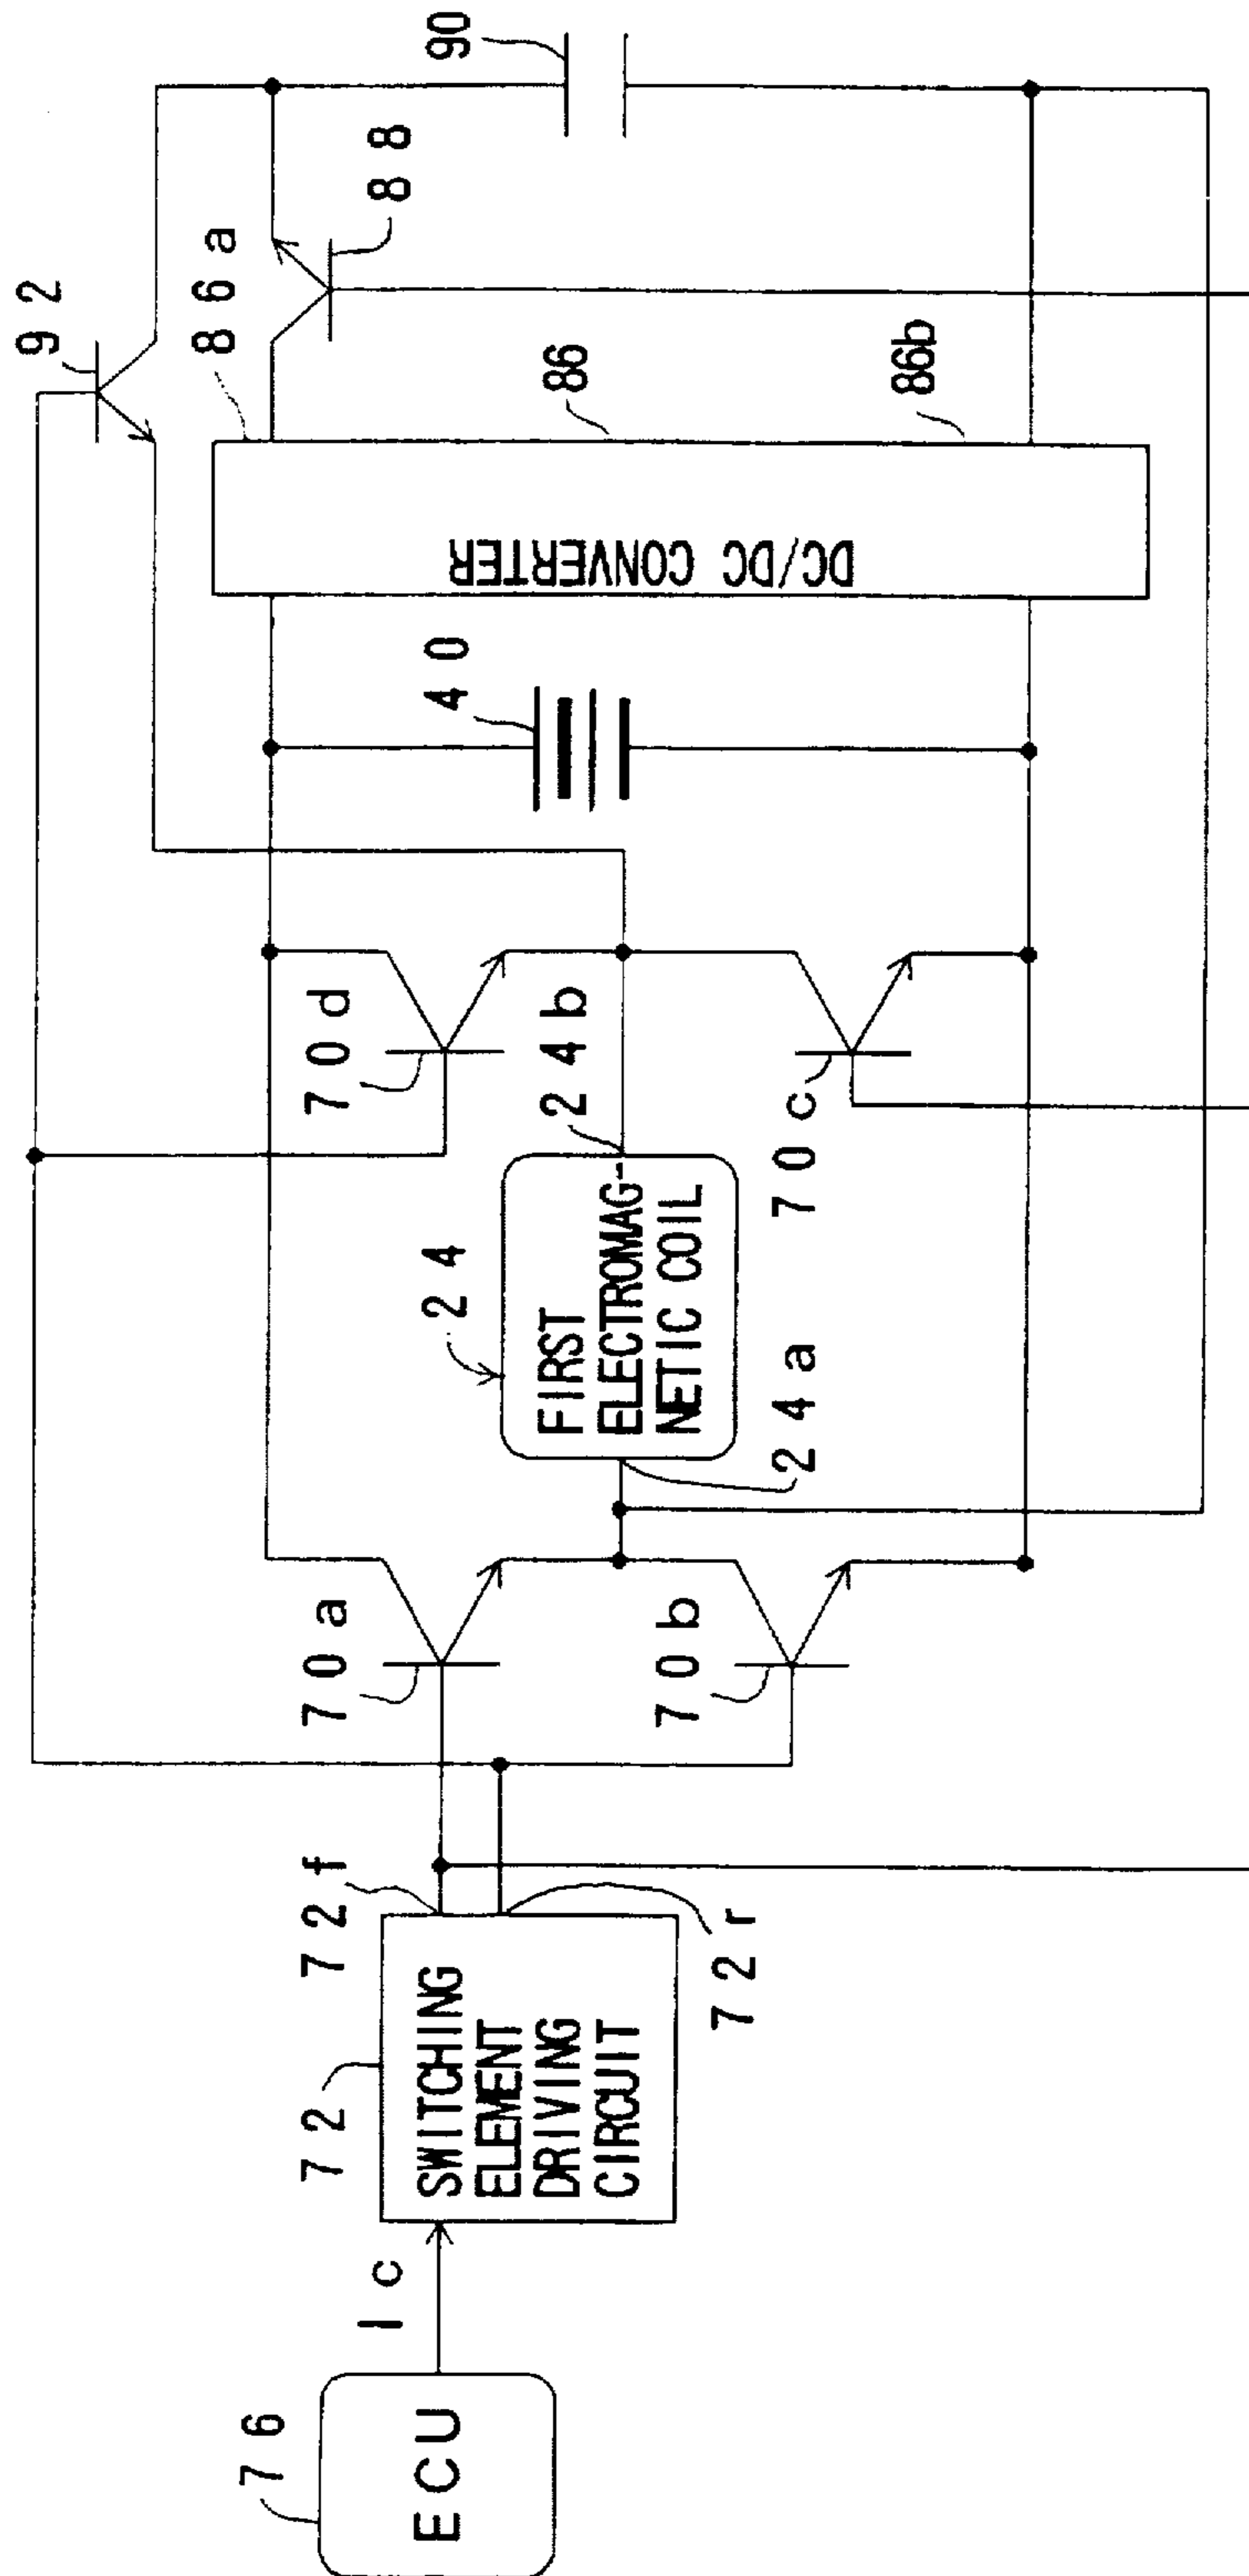 76
ECU
Ic
72
SWITCHING
ELEMENT
DRIVING
CIRCUIT
72f
72r
70a
70b
24
FIRST
ELECTROMAG-
NETIC COIL
24a
24b
70d
70c
40
DC/DC CONVERTER
86
86a
86b
92
88
90